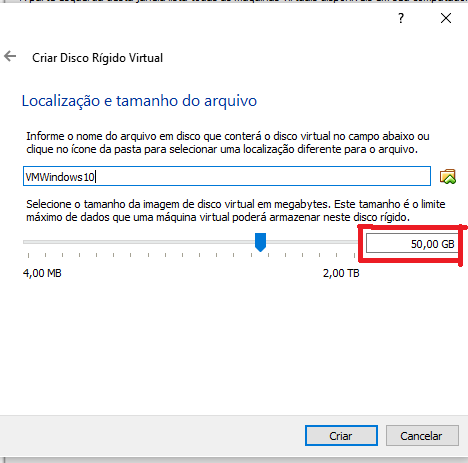 Criar Disco Rígido Virtual
Localização e tamanho do arquivo
Informe o nome do arquivo em disco que conterá o disco virtual no campo abaixo ou
clique no ícone da pasta para selecionar uma localização diferente para o arquivo.
VMWindows10
Selecione o tamanho da imagem de disco virtual em megabytes. Este tamanho é o limite
máximo de dados que uma máquina virtual poderá armazenar neste disco rígido.
50,00 GB
4,00 MB 2,00 TB
Criar Cancelar